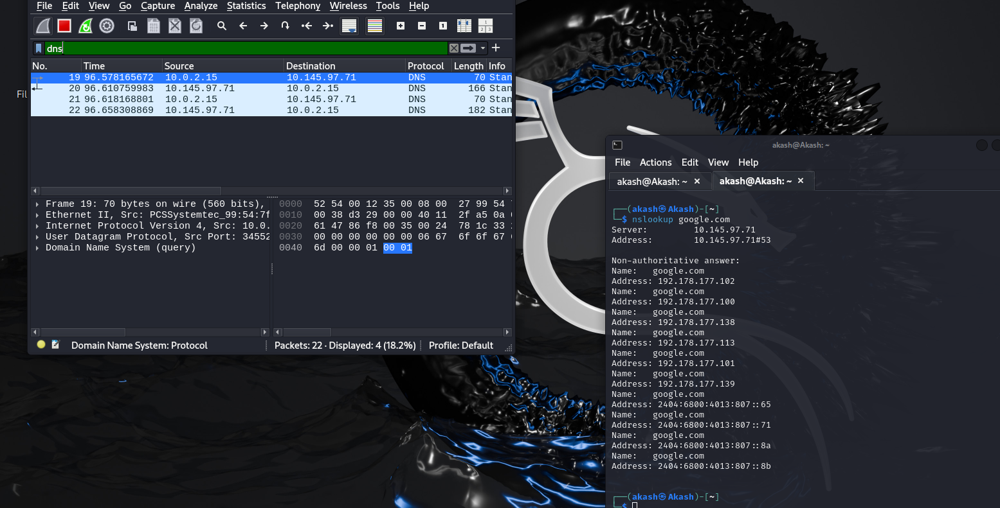 File Edit View Go Capture Analyze Statistics Telephony Wireless Tools Help
dns
No. Time Source Destination Protocol Length Info
19 96.578165672 10.0.2.15 10.145.97.71 DNS 70 Stan
20 96.610759983 10.145.97.71 10.0.2.15 DNS 166 Stan
21 96.618168801 10.0.2.15 10.145.97.71 DNS 70 Stan
22 96.658308869 10.145.97.71 10.0.2.15 DNS 182 Stan
Fil
Frame 19: 70 bytes on wire (560 bits),
Ethernet II, Src: PCSSystemtec_99:54:7f
Internet Protocol Version 4, Src: 10.0.
User Datagram Protocol, Src Port: 34552
Domain Name System (query)
0000 52 54 00 12 35 00 08 00 27 99 54
0010 00 38 d3 29 00 00 40 11 2f a5 0a
0020 61 47 86 f8 00 35 00 24 78 1c 33
0030 00 00 00 00 00 00 06 67 6f 6f 67
0040 6d 00 00 01 00 01
Domain Name System: Protocol
Packets: 22 · Displayed: 4 (18.2%)
Profile: Default
akash@Akash: ~
File Actions Edit View Help
akash@Akash: ~ ×
akash@Akash: ~ ×
┌──(akash㉿Akash)-[~]
└─$ nslookup google.com
Server: 10.145.97.71
Address: 10.145.97.71#53
Non-authoritative answer:
Name: google.com
Address: 192.178.177.102
Name: google.com
Address: 192.178.177.100
Name: google.com
Address: 192.178.177.138
Name: google.com
Address: 192.178.177.113
Name: google.com
Address: 192.178.177.101
Name: google.com
Address: 192.178.177.139
Name: google.com
Address: 2404:6800:4013:807::65
Name: google.com
Address: 2404:6800:4013:807::71
Name: google.com
Address: 2404:6800:4013:807::8a
Name: google.com
Address: 2404:6800:4013:807::8b
┌──(akash㉿Akash)-[~]
└─$